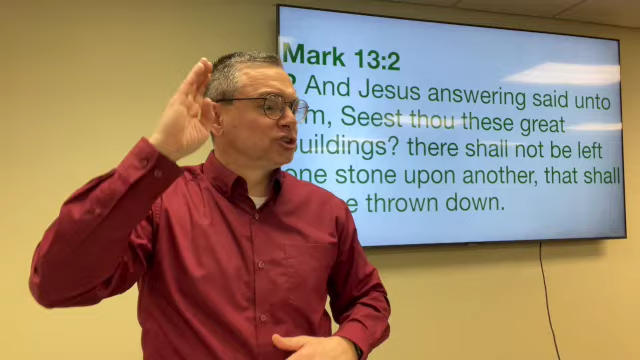 Mark 13:2
And Jesus answering said unto
Seest thou these great
buildings? there shall not be left
one stone upon another, that shall
thrown down.